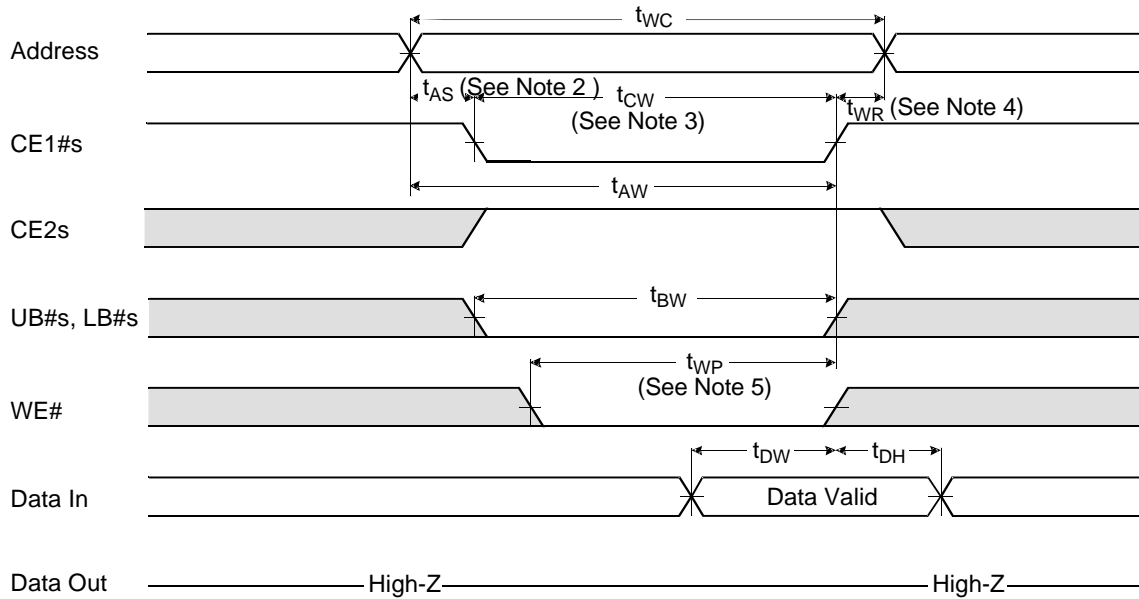 tWC
Address
tAS (See Note 2 )
tCW
(See Note 3)
tWR (See Note 4)
CE1#s
tAW
CE2s
tBW
UB#s, LB#s
tWP
(See Note 5)
WE#
tDW
tDH
Data In
Data Valid
Data Out
High-Z
High-Z